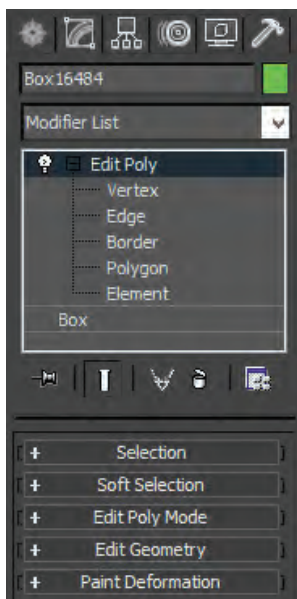 Box16484
Modifier List
Edit Poly
Vertex
Edge
Border
Polygon
Element
Box
+ Selection
+ Soft Selection
+ Edit Poly Mode
+ Edit Geometry
+ Paint Deformation